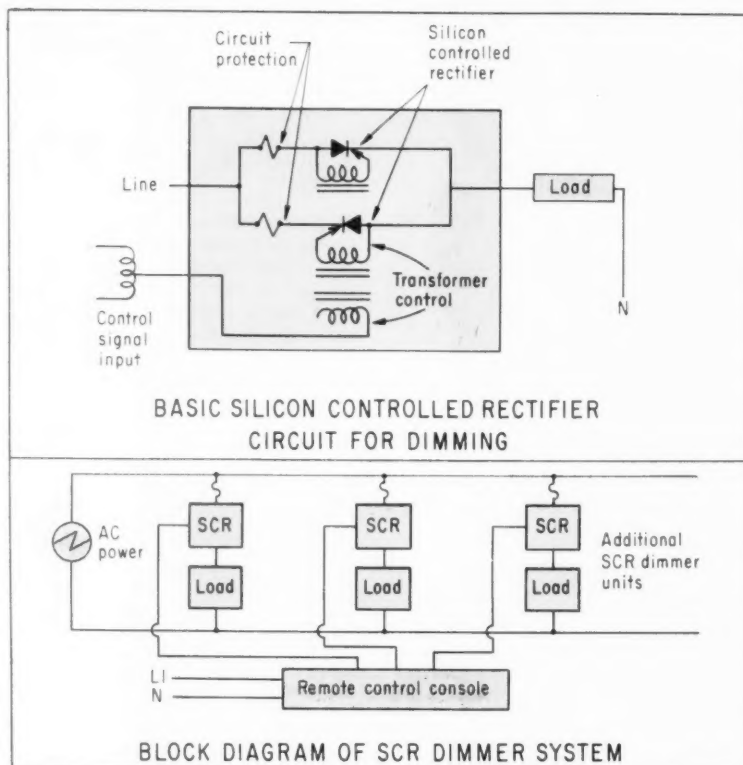 Circuit
protection
Silicon
controlled
rectifier
Line
Load
Transformer
control
Control
signal
input
N
BASIC SILICON CONTROLLED RECTIFIER
CIRCUIT FOR DIMMING
AC
power
SCR
SCR
SCR
Additional
SCR dimmer
units
Load
Load
Load
L1
N
Remote control console
BLOCK DIAGRAM OF SCR DIMMER SYSTEM